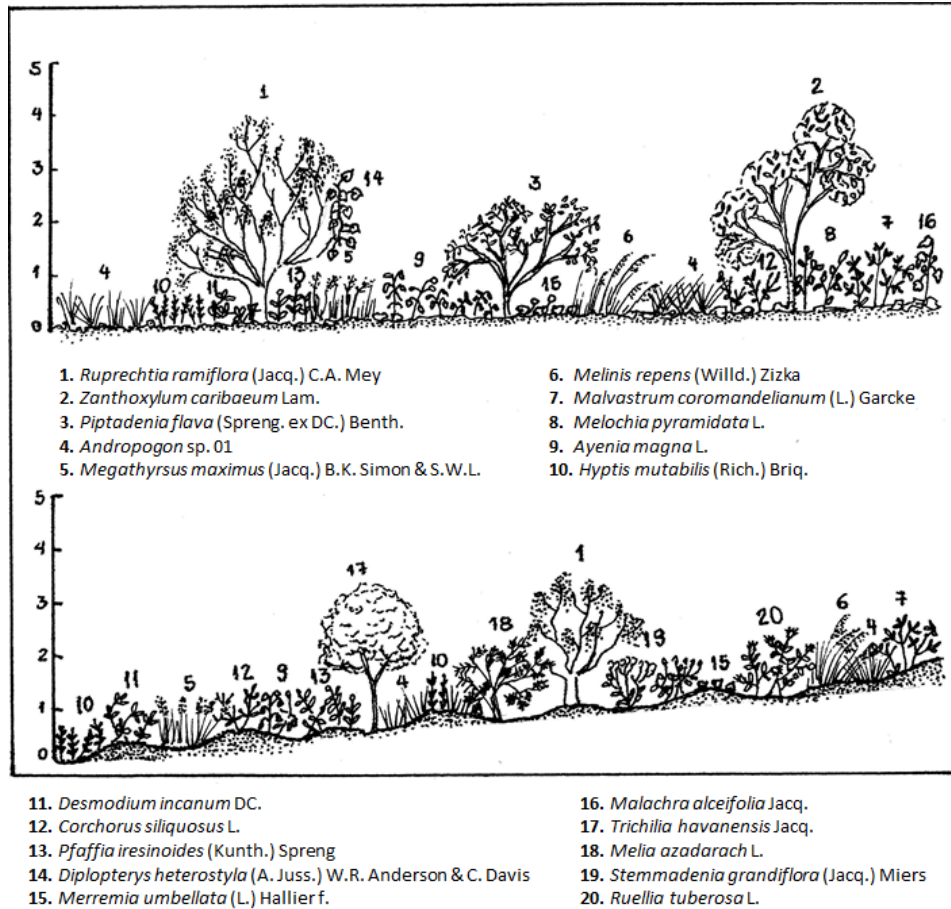 5
4
3
2
1
0
1
2
14
3
5
4
10
11
13
9
15
6
4
12
8
7
16
1. Ruprechtia ramiflora (Jacq.) C.A. Mey
2. Zanthoxylum caribaeum Lam.
3. Piptadenia flava (Spreng. ex DC.) Benth.
4. Andropogon sp. 01
5. Megathyrsus maximus (Jacq.) B.K. Simon & S.W.L.
6. Melinis repens (Willd.) Zizka
7. Malvastrum coromandelianum (L.) Garcke
8. Melochia pyramidata L.
9. Ayenia magna L.
10. Hyptis mutabilis (Rich.) Briq.
5
4
3
2
1
0
10
11
5
12
9
13
17
4
10
18
1
19
15
20
6
4
7
11. Desmodium incanum DC.
12. Corchorus siliquosus L.
13. Pfaffia iresinoides (Kunth.) Spreng
14. Diplopterys heterostyla (A. Juss.) W.R. Anderson & C. Davis
15. Merremia umbellata (L.) Hallier f.
16. Malachra alceifolia Jacq.
17. Trichilia havanensis Jacq.
18. Melia azadarach L.
19. Stemmadenia grandiflora (Jacq.) Miers
20. Ruellia tuberosa L.